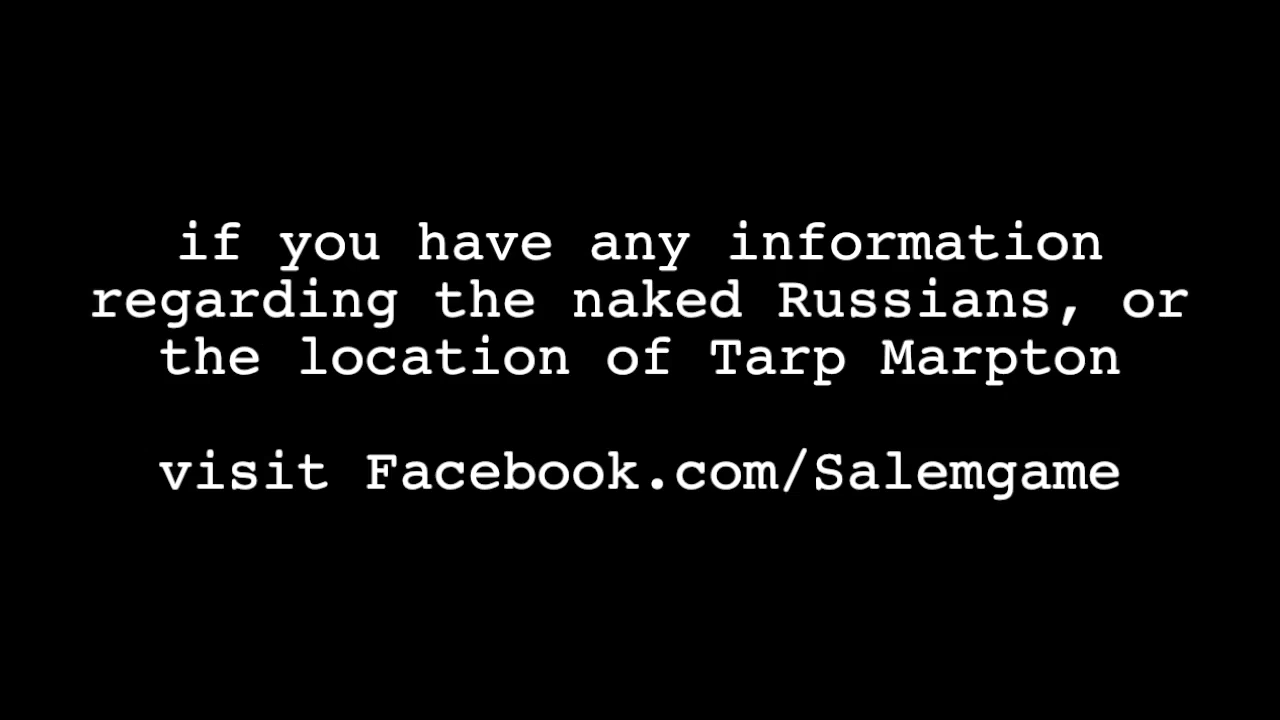 if you have any information
regarding the naked Russians, or
the location of Tarp Marpton
visit Facebook.com/Salemgame